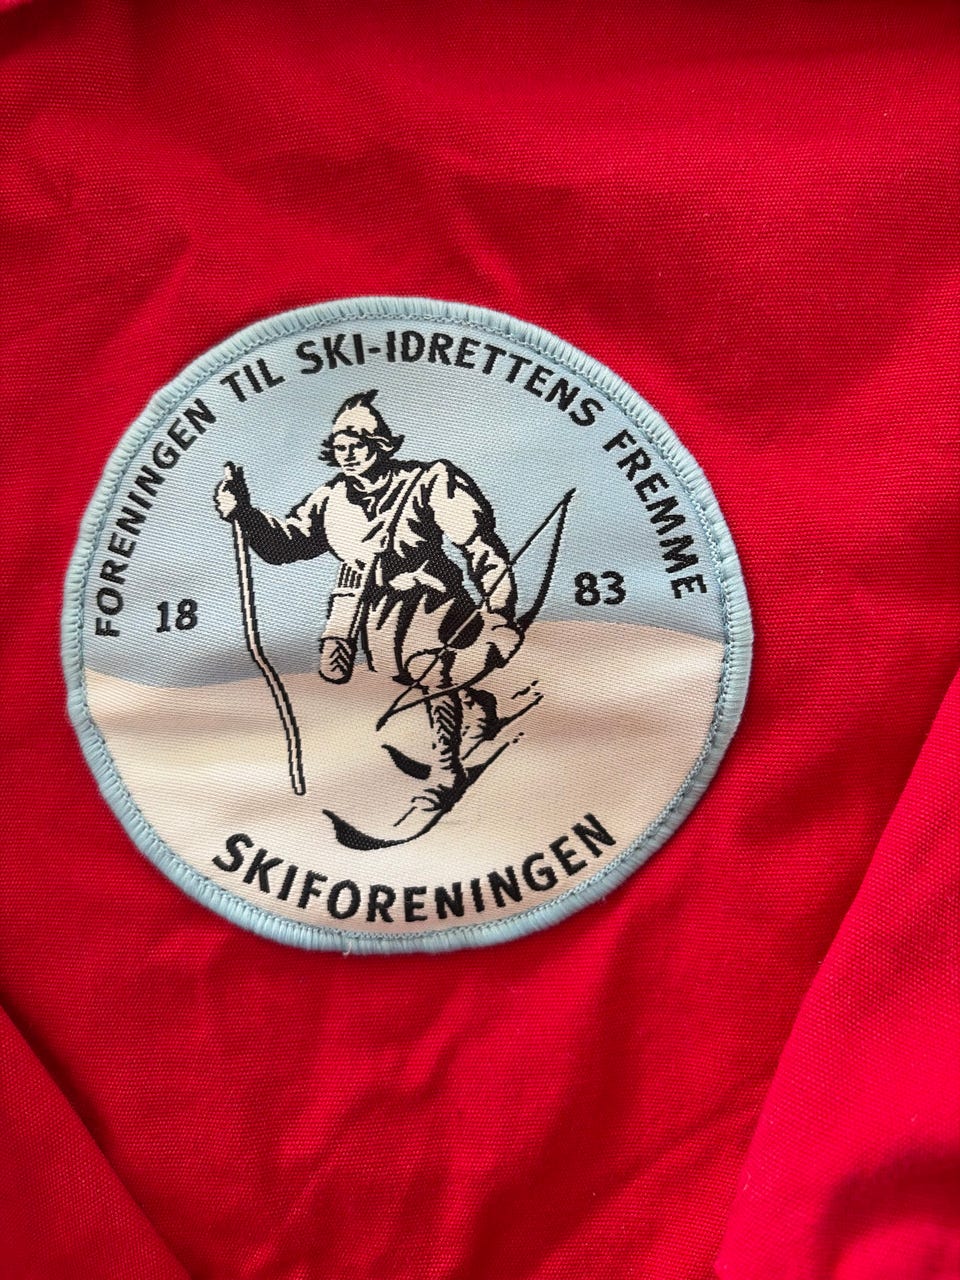 FORENINGEN TIL SKI-IDRETTENS FREMME
18 83
SKIFORENINGEN